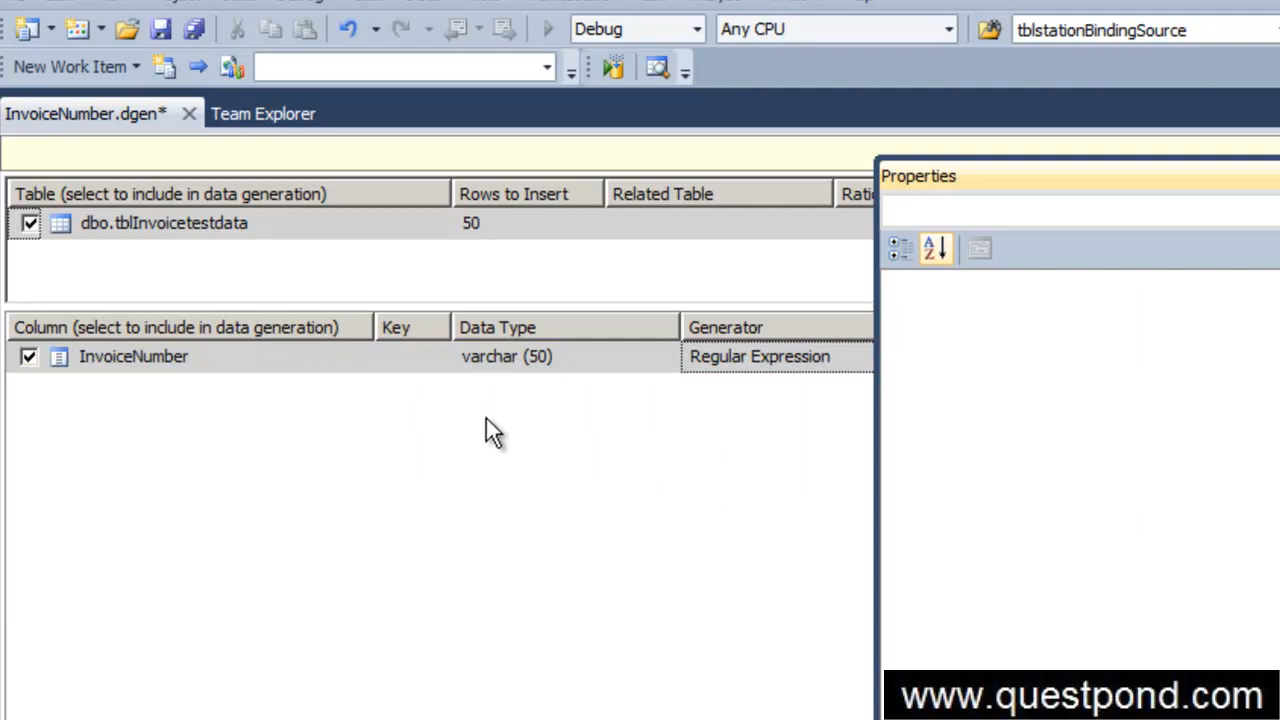 Debug
Any CPU
tblstationBindingSource
New Work Item
InvoiceNumber.dgen*
Team Explorer
Properties
Table (select to include in data generation)
Rows to Insert
Related Table
dbo.tblInvoicetestdata
50
Column (select to include in data generation)
Key
Data Type
Generator
InvoiceNumber
varchar (50)
Regular Expression
www.questpond.com